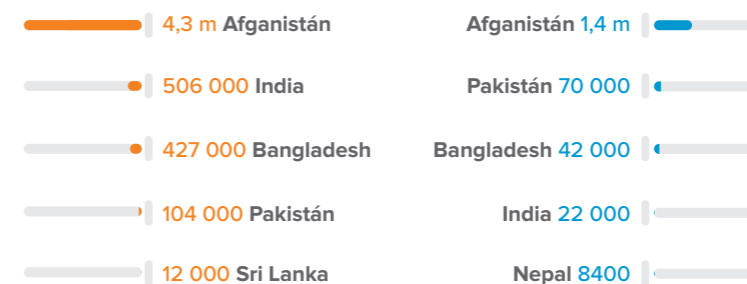 4,3 m Afganistán
506 000 India
427 000 Bangladesh
104 000 Pakistán
12 000 Sri Lanka
Afganistán 1,4 m
Pakistán 70 000
Bangladesh 42 000
India 22 000
Nepal 8400